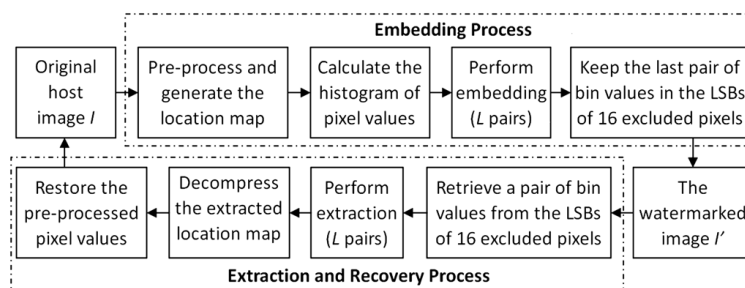 Embedding Process
Original
host
image I
Pre-process and
generate the
location map
Calculate the
histogram of
pixel values
Perform
embedding
(L pairs)
Keep the last pair of
bin values in the LSBs
of 16 excluded pixels
Restore the
pre-processed
pixel values
Decompress
the extracted
location map
Perform
extraction
(L pairs)
Retrieve a pair of bin
values from the LSBs
of 16 excluded pixels
The
watermarked
image I′
Extraction and Recovery Process